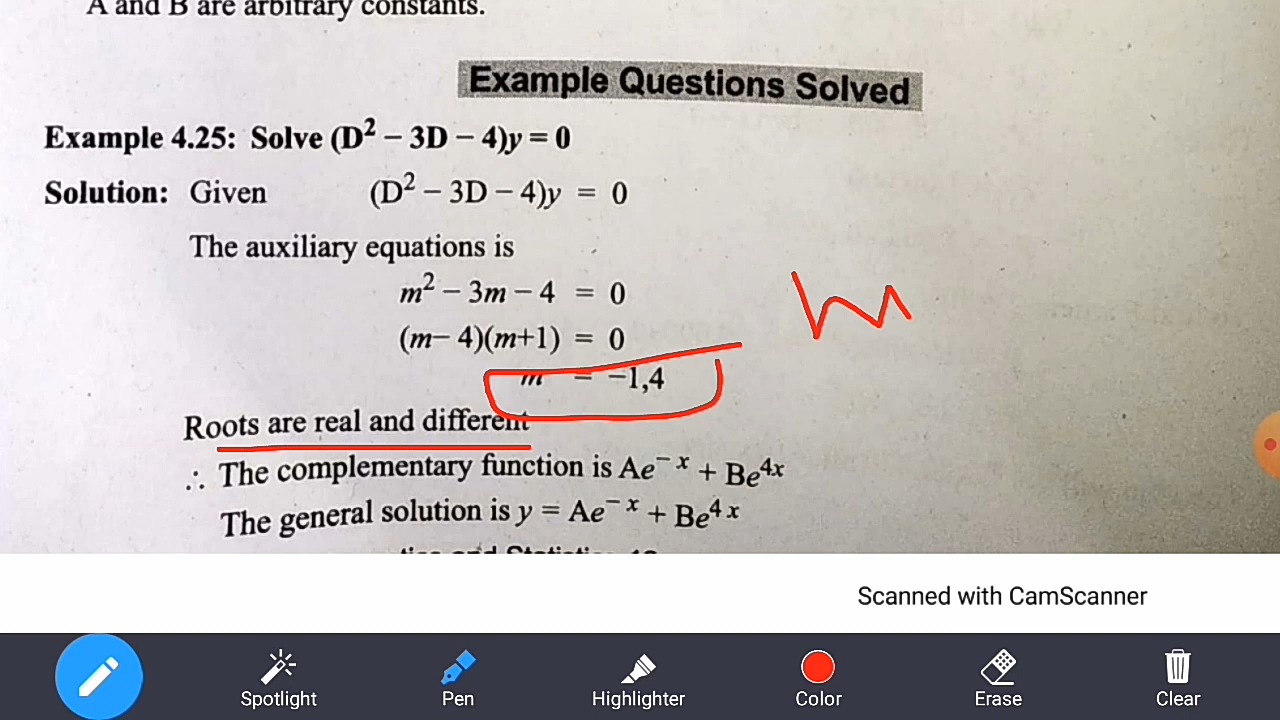 A and B are arbitrary constants.
Example Questions Solved
Example 4.25: Solve (D² – 3D – 4)y = 0
Solution: Given (D² – 3D – 4)y = 0
The auxiliary equations is
m² – 3m – 4 = 0
(m– 4)(m+1) = 0
m = –1,4
Roots are real and different
∴ The complementary function is Ae⁻ˣ + Be⁴ˣ
The general solution is y = Ae⁻ˣ + Be⁴ˣ
Scanned with CamScanner
Spotlight Pen Highlighter Color Erase Clear